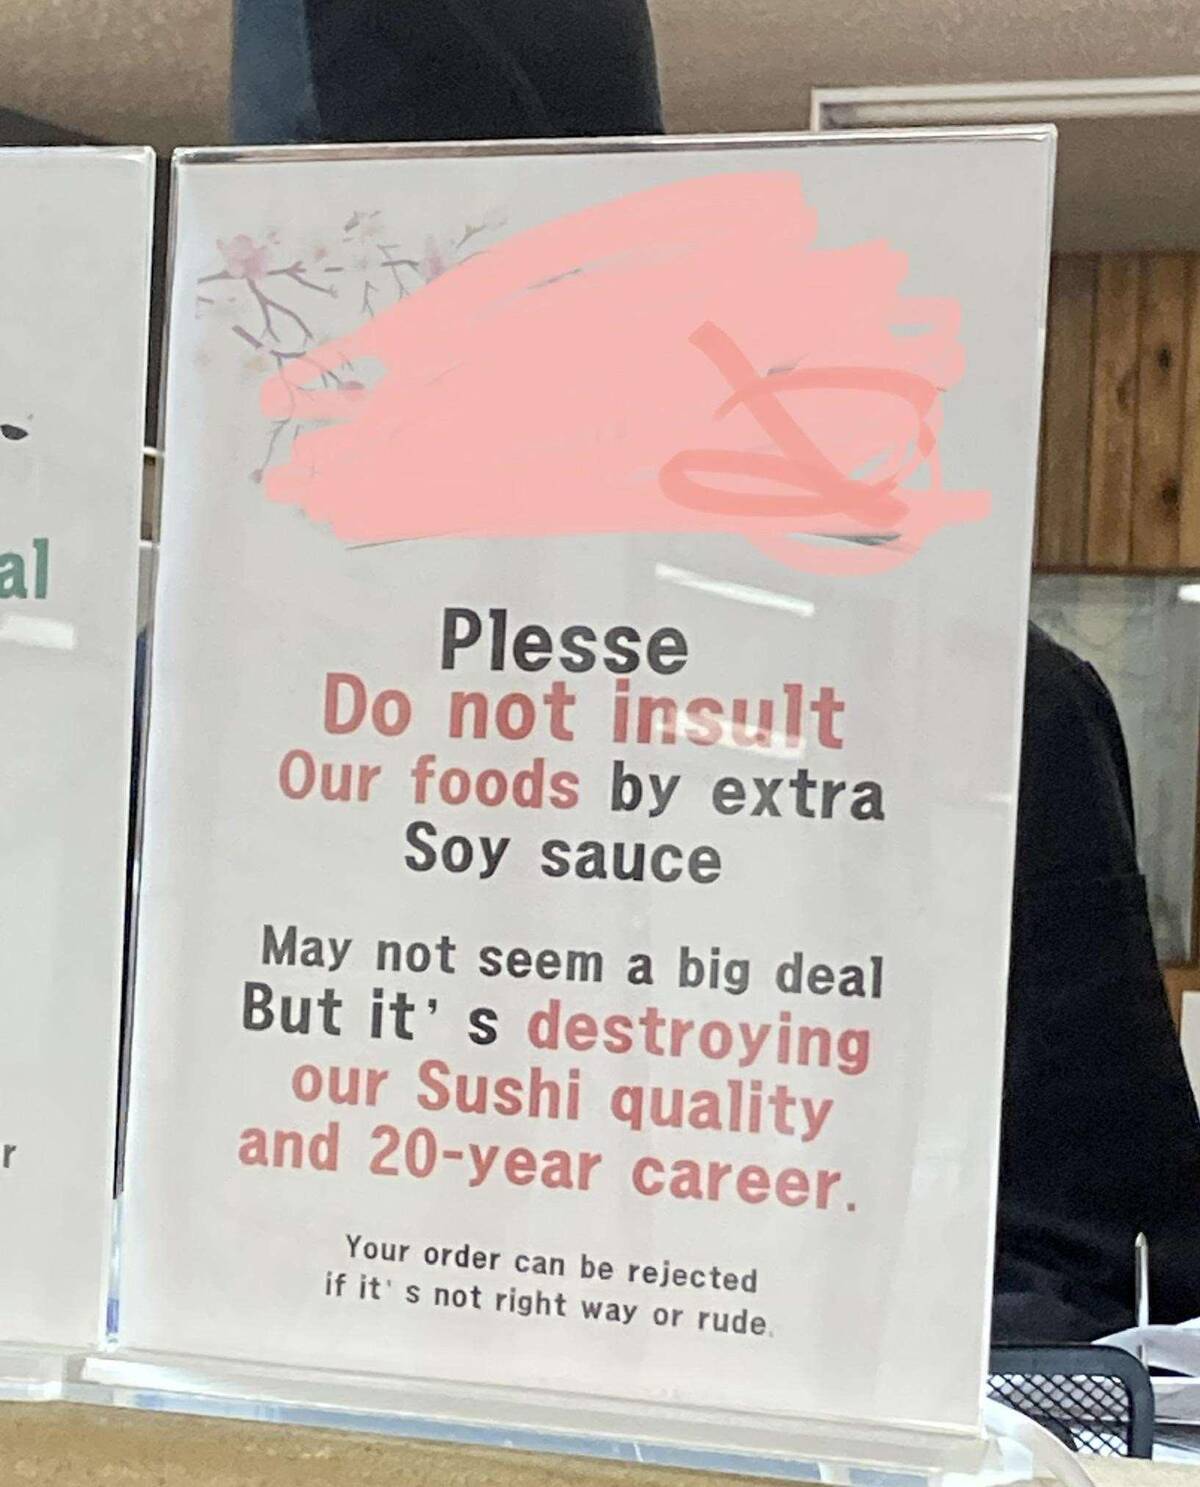 al
r
Plesse
Do not insult
Our foods by extra
Soy sauce
May not seem a big deal
But it's destroying
our Sushi quality
and 20-year career.
Your order can be rejected
if it's not right way or rude.